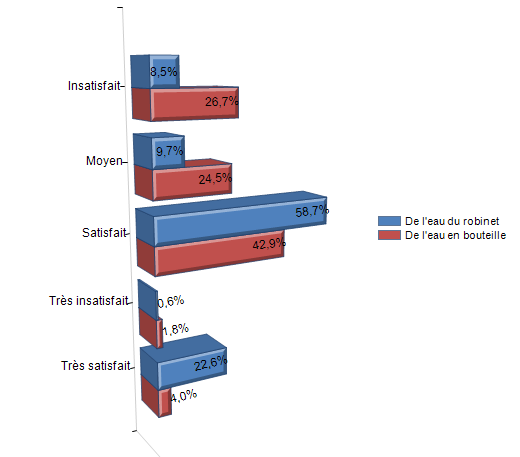 Insatisfait
8,5%
26,7%
Moyen
9,7%
24,5%
Satisfait
58,7%
42,9%
De l'eau du robinet
De l'eau en bouteille
Très insatisfait
0,6%
1,8%
Très satisfait
22,6%
4,0%